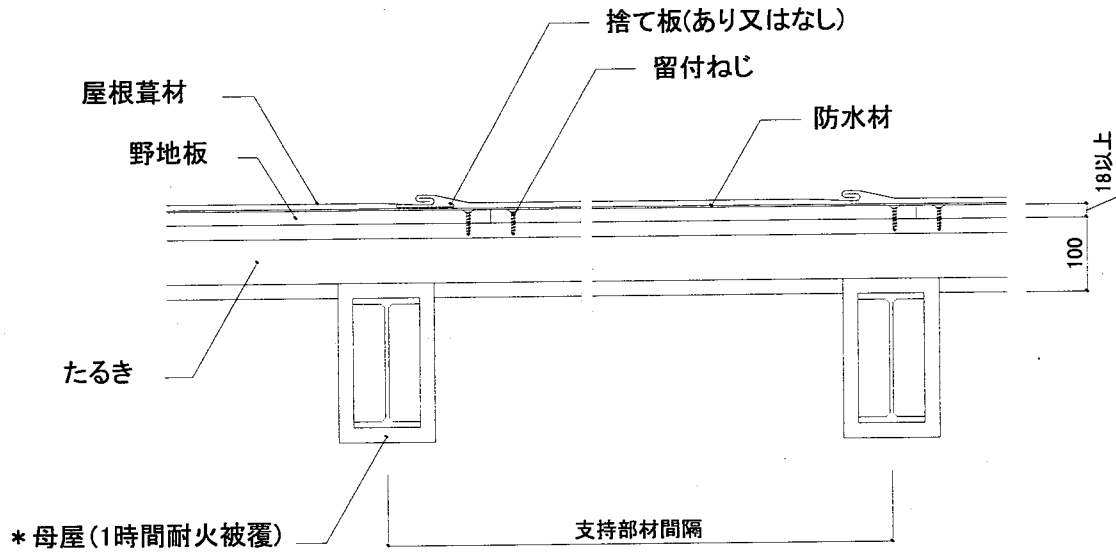 捨て板(あり又はなし)
留付ねじ
屋根葺材
防水材
野地板
18以上
100
たるき
*母屋(1時間耐火被覆)
支持部材間隔